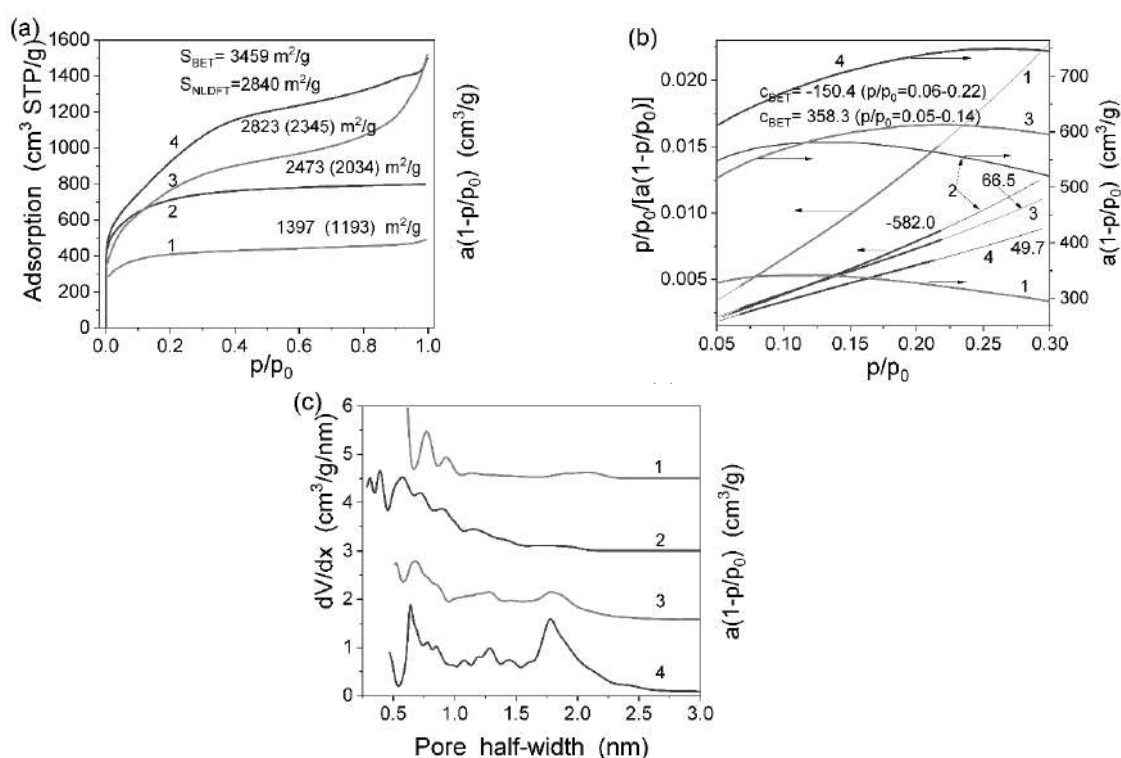 (a)
1600
1400
1200
1000
800
600
400
200
0
Adsorption (cm³ STP/g)
S_BET= 3459 m²/g
S_NLDFT=2840 m²/g
4
2823 (2345) m²/g
3
2473 (2034) m²/g
2
1397 (1193) m²/g
1
0.0 0.2 0.4 0.6 0.8 1.0
p/p₀
a(1-p/p₀) (cm³/g)
(b)
0.020
0.015
0.010
0.005
p/p₀/[a(1-p/p₀)]
4
c_BET= -150.4 (p/p₀=0.06-0.22)
c_BET= 358.3 (p/p₀=0.05-0.14)
1
3
2
66.5
-582.0
3
4
49.7
1
700
600
500
400
300
a(1-p/p₀) (cm³/g)
0.05 0.10 0.15 0.20 0.25 0.30
p/p₀
(c)
6
5
4
3
2
1
0
dV/dx (cm³/g/nm)
1
2
3
4
0.5 1.0 1.5 2.0 2.5 3.0
Pore half-width (nm)
a(1-p/p₀) (cm³/g)